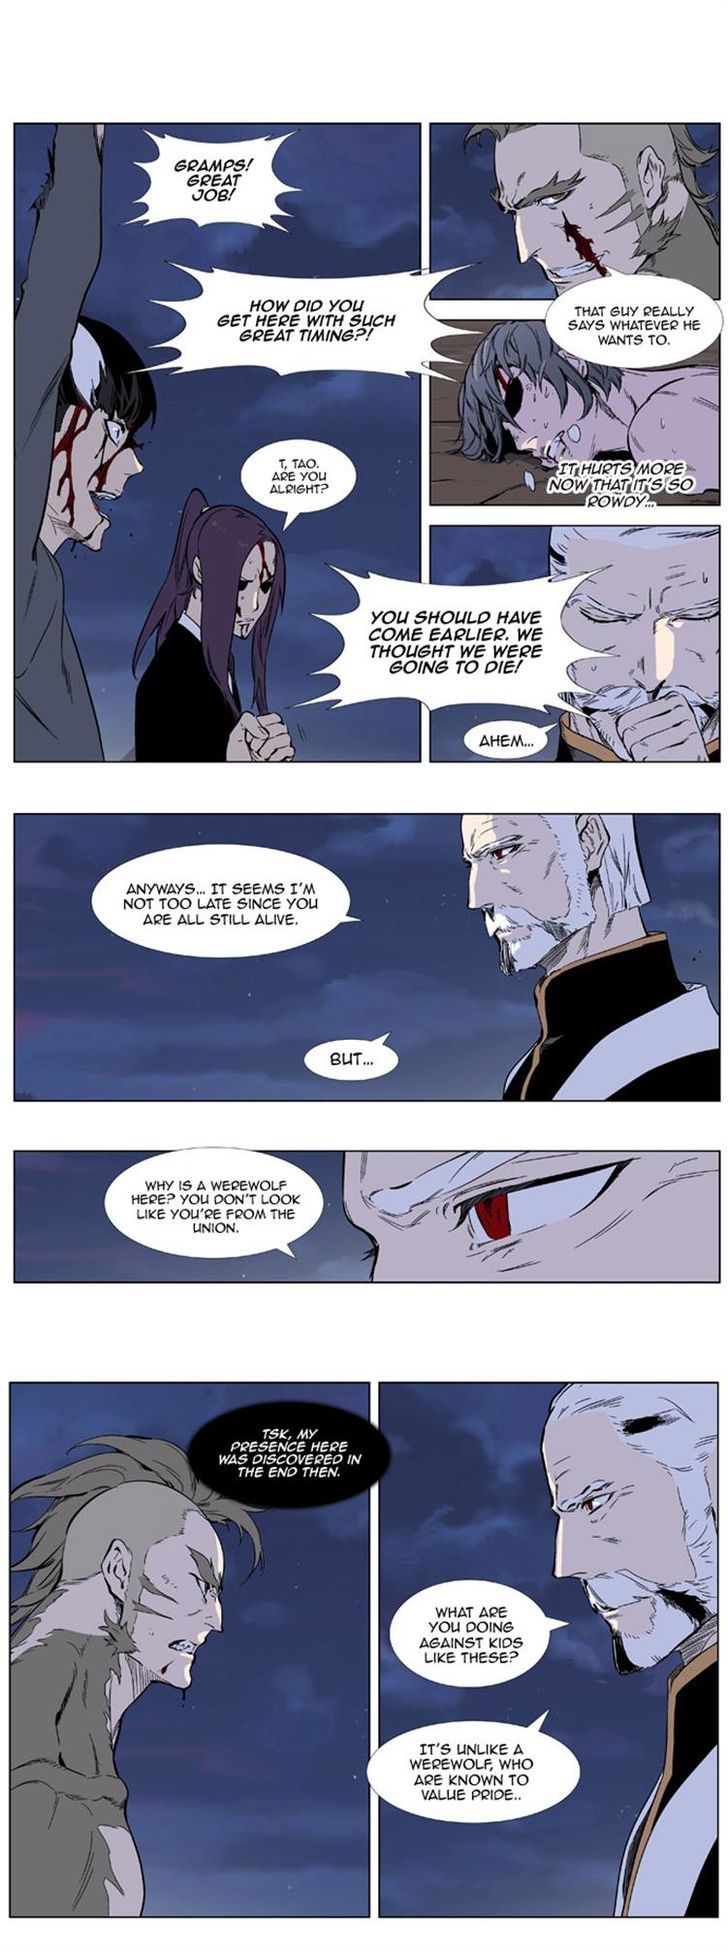 GRAMPS!
GREAT
JOB!
HOW DID YOU
GET HERE WITH SUCH
GREAT TIMING?!
T, TAO.
ARE YOU
ALRIGHT?
THAT GUY REALLY
SAYS WHATEVER HE
WANTS TO.
IT HURTS MORE
NOW THAT IT'S SO
ROWDY...
YOU SHOULD HAVE
COME EARLIER. WE
THOUGHT WE WERE
GOING TO DIE!
AHEM...
ANYWAYS... IT SEEMS I'M
NOT TOO LATE SINCE YOU
ARE ALL STILL ALIVE.
BUT...
WHY IS A WEREWOLF
HERE? YOU DON'T LOOK
LIKE YOU'RE FROM THE
UNION.
TSK, MY
PRESENCE HERE
WAS DISCOVERED IN
THE END THEN.
WHAT ARE
YOU DOING
AGAINST KIDS
LIKE THESE?
IT'S UNLIKE A
WEREWOLF, WHO
ARE KNOWN TO
VALUE PRIDE..